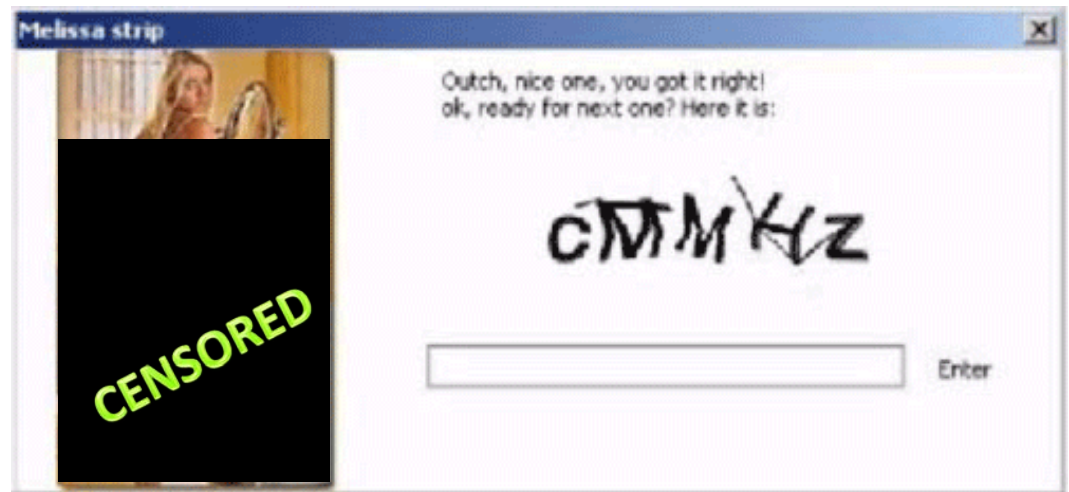 Melissa strip
Outch, nice one, you got it right!
ok, ready for next one? Here it is:
CENSORED
Enter